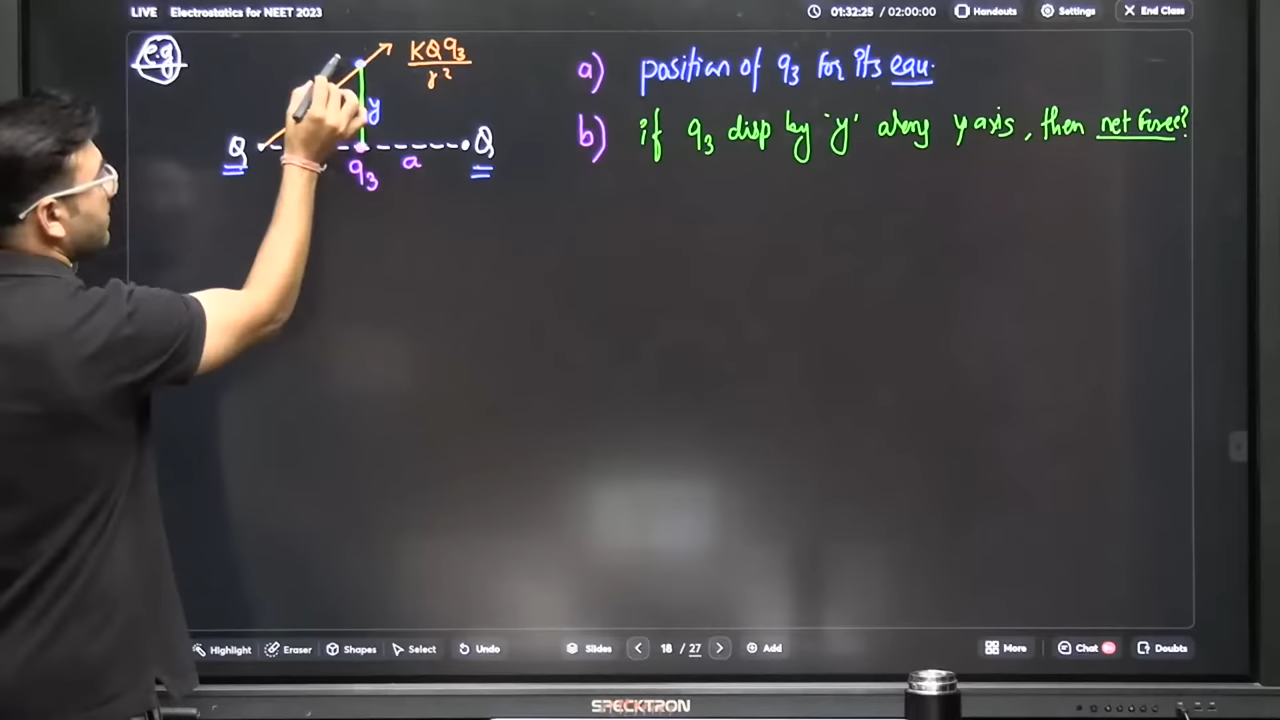 LIVE Electrostatics for NEET 2023
01:32:25 / 02:00:00 Handouts Settings End Class
e.g
KQq3
r²
a) position of q3 for its equ.
y
b) if q3 disp by 'y' along y axis, then net Force?
Q Q
q3 a
Highlight Eraser Shapes Select Undo Slides 18 / 27 Add More Chat Doubts
SPECKTRON